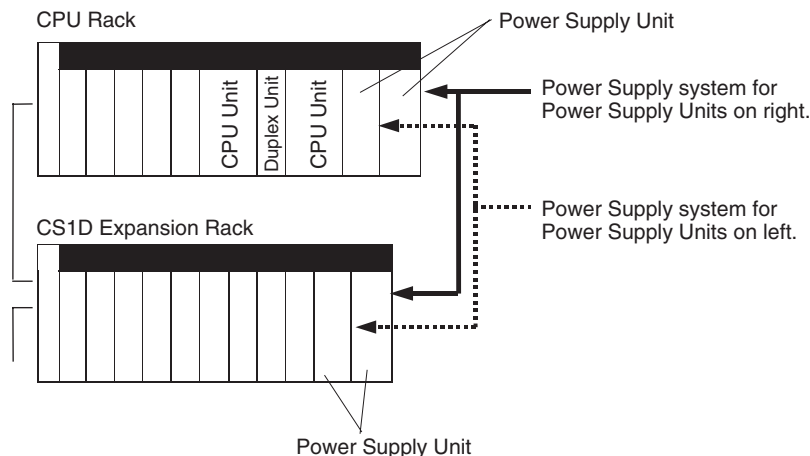 CPU Rack
Power Supply Unit
CPU Unit
Duplex Unit
CPU Unit
Power Supply system for
Power Supply Units on right.
CS1D Expansion Rack
Power Supply system for
Power Supply Units on left.
Power Supply Unit